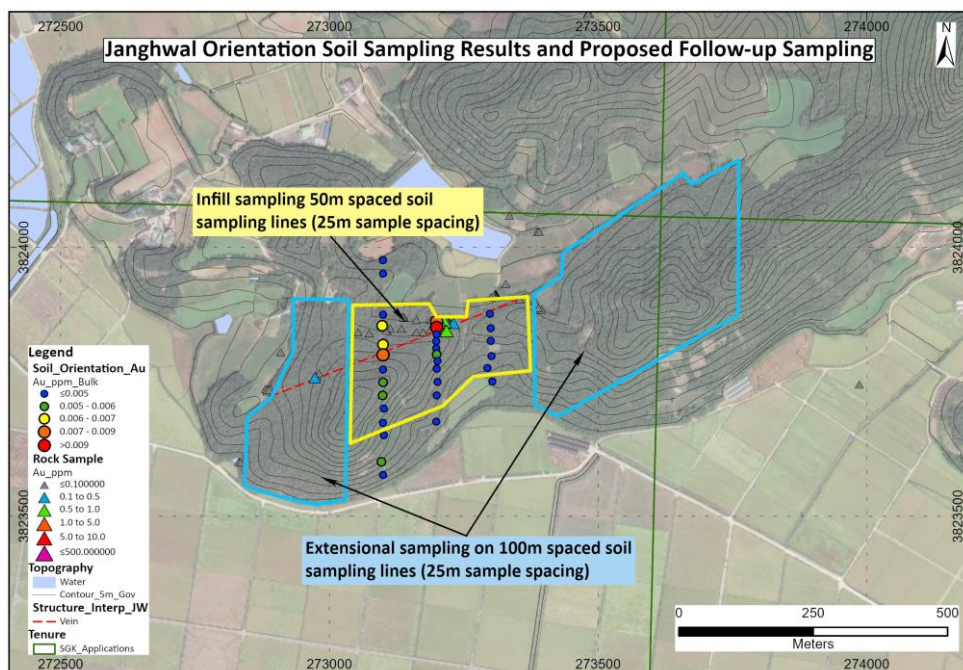 272500
273000
273500
274000
Janghwal Orientation Soil Sampling Results and Proposed Follow-up Sampling
N
Infill sampling 50m spaced soil
sampling lines (25m sample spacing)
3824000
3824000
Legend
Soil_Orientation_Au
Au_ppm_Bulk
≤0.005
0.005 - 0.006
0.006 - 0.007
0.007 - 0.009
>0.009
Rock Sample
Au_ppm
≤0.100000
0.1 to 0.5
0.5 to 1.0
1.0 to 5.0
5.0 to 10.0
≤500.000000
Topography
Water
Contour_5m_Gov
Structure_Interp_JW
Vein
Tenure
SGK_Applications
3823500
3823500
Extensional sampling on 100m spaced soil
sampling lines (25m sample spacing)
0 250 500
Meters
272500
273000
273500
274000